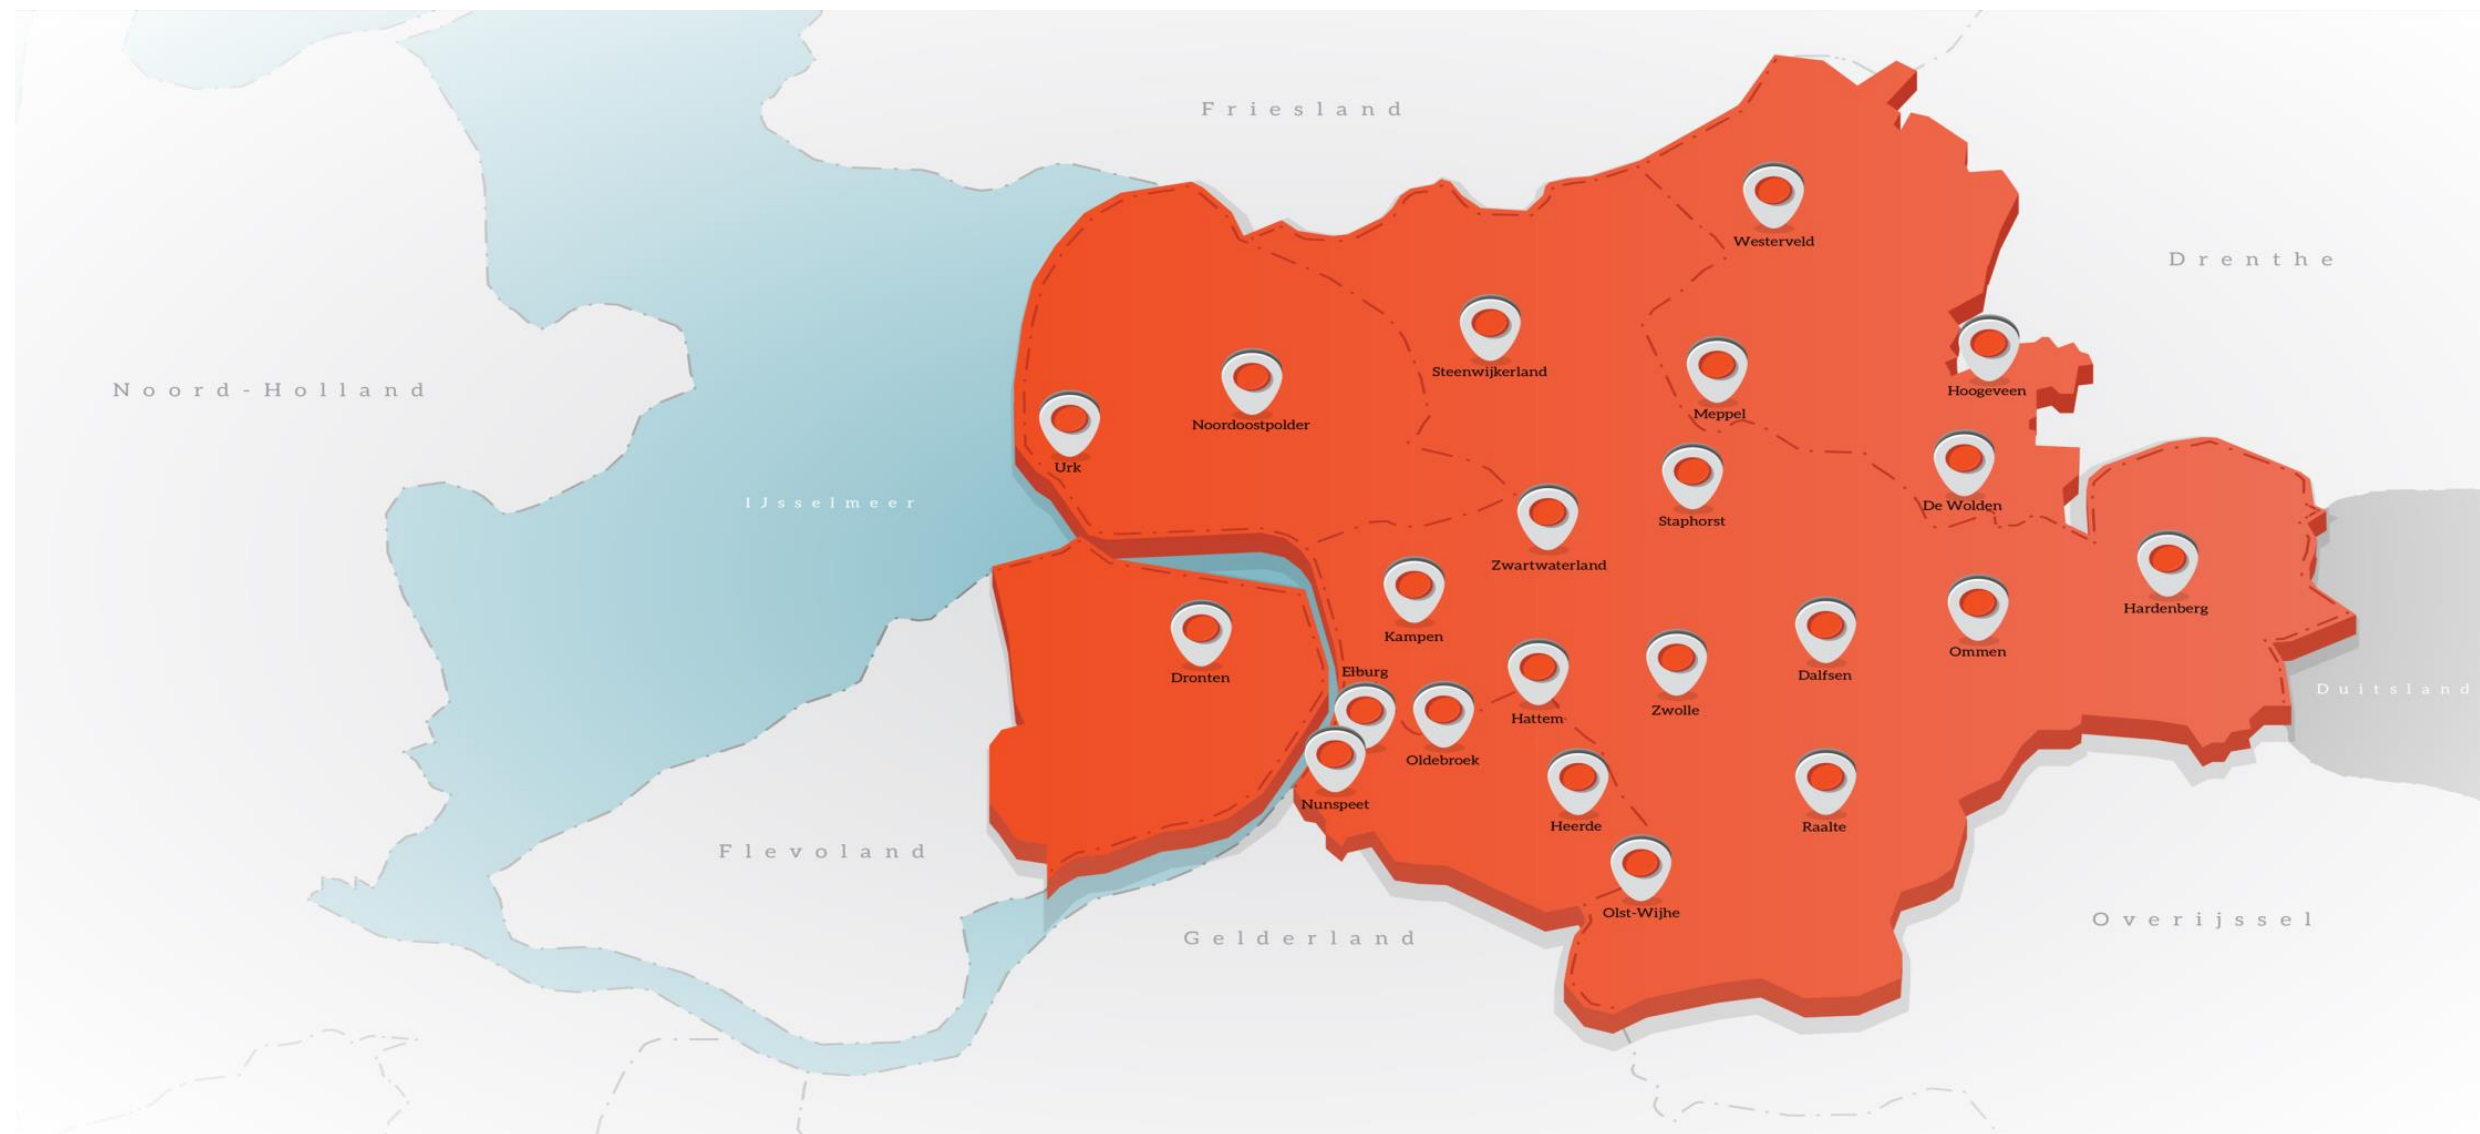 Friesland
Westerveld
Drenthe
Steenwijkerland
Noord-Holland
Hoogeveen
Meppel
Noordoostpolder
Urk
IJsselmeer
De Wolden
Staphorst
Zwartwaterland
Hardenberg
Kampen
Ommen
Elburg
Dalfsen
Dronten
Duitsland
Zwolle
Hattem
Oldebroek
Nunspeet
Heerde
Raalte
Flevoland
Olst-Wijhe
Overijssel
Gelderland